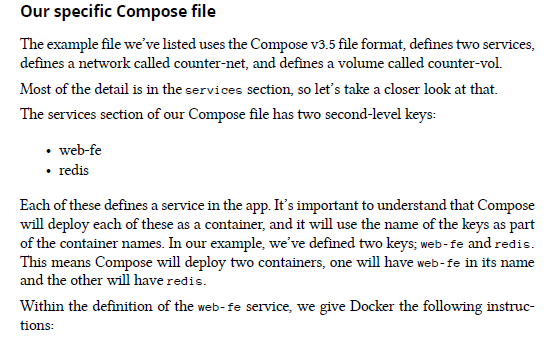 Our specific Compose file
The example file we’ve listed uses the Compose v3.5 file format, defines two services,
defines a network called counter-net, and defines a volume called counter-vol.
Most of the detail is in the services section, so let’s take a closer look at that.
The services section of our Compose file has two second-level keys:
• web-fe
• redis
Each of these defines a service in the app. It’s important to understand that Compose
will deploy each of these as a container, and it will use the name of the keys as part
of the container names. In our example, we’ve defined two keys; web-fe and redis.
This means Compose will deploy two containers, one will have web-fe in its name
and the other will have redis.
Within the definition of the web-fe service, we give Docker the following instruc-
tions: